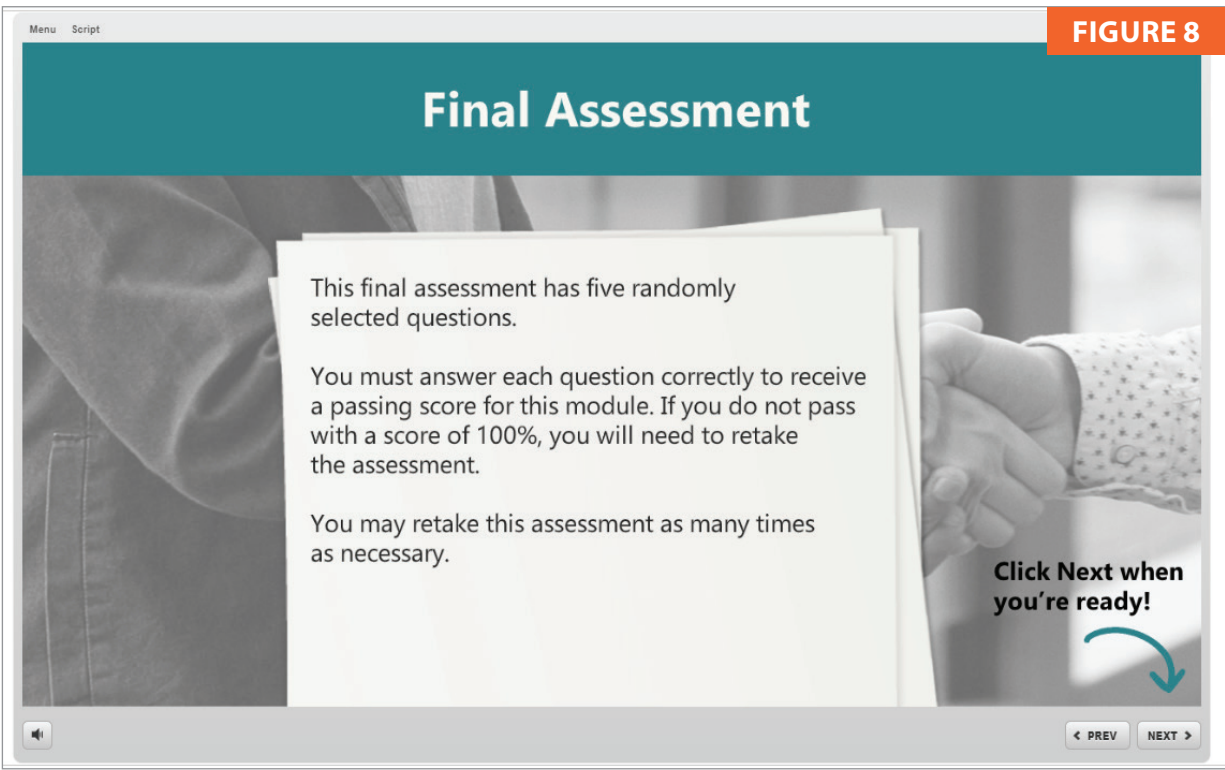 Menu Script
FIGURE 8
Final Assessment
This final assessment has five randomly
selected questions.
You must answer each question correctly to receive
a passing score for this module. If you do not pass
with a score of 100%, you will need to retake
the assessment.
You may retake this assessment as many times
as necessary.
Click Next when
you’re ready!
PREV NEXT